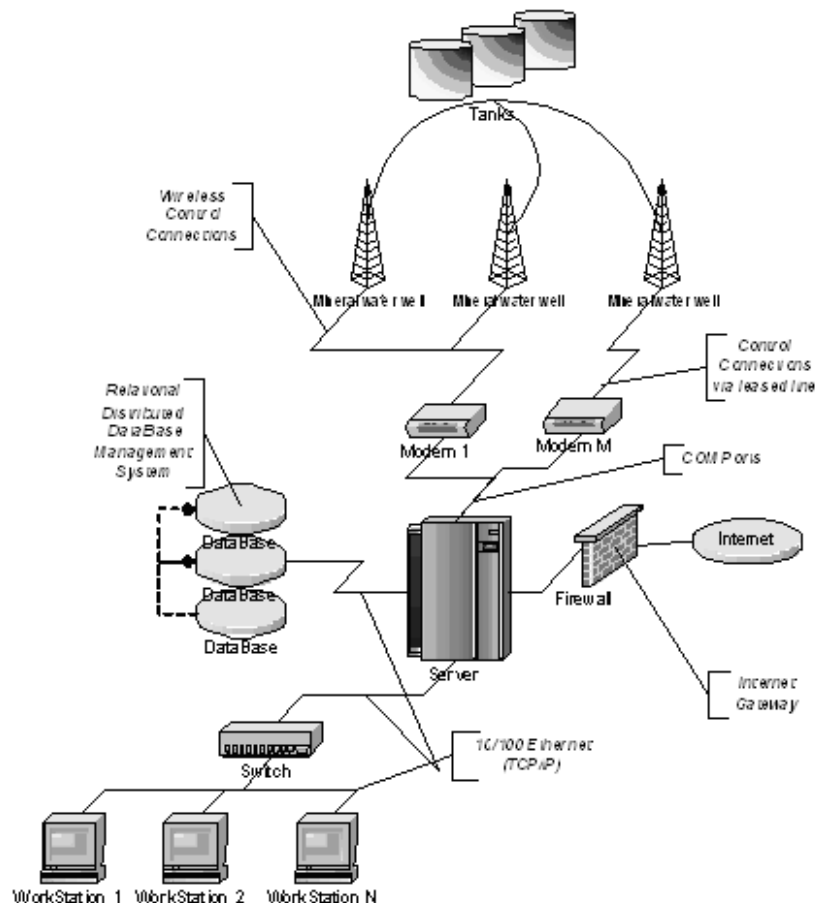 Tanks
Wireless
Control
Connections
Mineral water well
Mineral water well
Mineral water well
Control
Connections
via leased line
Relational
Distributed
DataBase
Management
System
Modem 1
Modem M
COM Ports
DataBase
DataBase
DataBase
Server
Firewall
Internet
Internet
Gateway
10/100 Ethernet
(TCP/IP)
Switch
WorkStation 1
WorkStation 2
WorkStation N